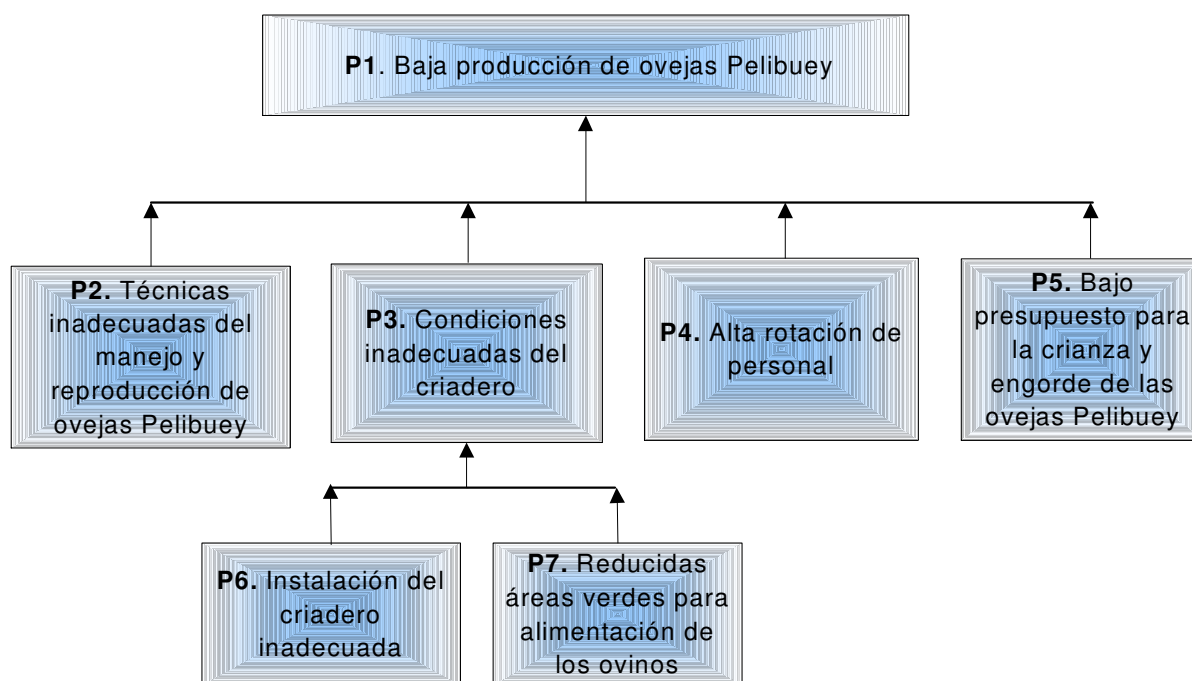 P1. Baja producción de ovejas Pelibuey
P2. Técnicas
inadecuadas del
manejo y
reproducción de
ovejas Pelibuey
P3. Condiciones
inadecuadas del
criadero
P4. Alta rotación de
personal
P5. Bajo
presupuesto para
la crianza y
engorde de las
ovejas Pelibuey
P6. Instalación del
criadero
inadecuada
P7. Reducidas
áreas verdes para
alimentación de
los ovinos